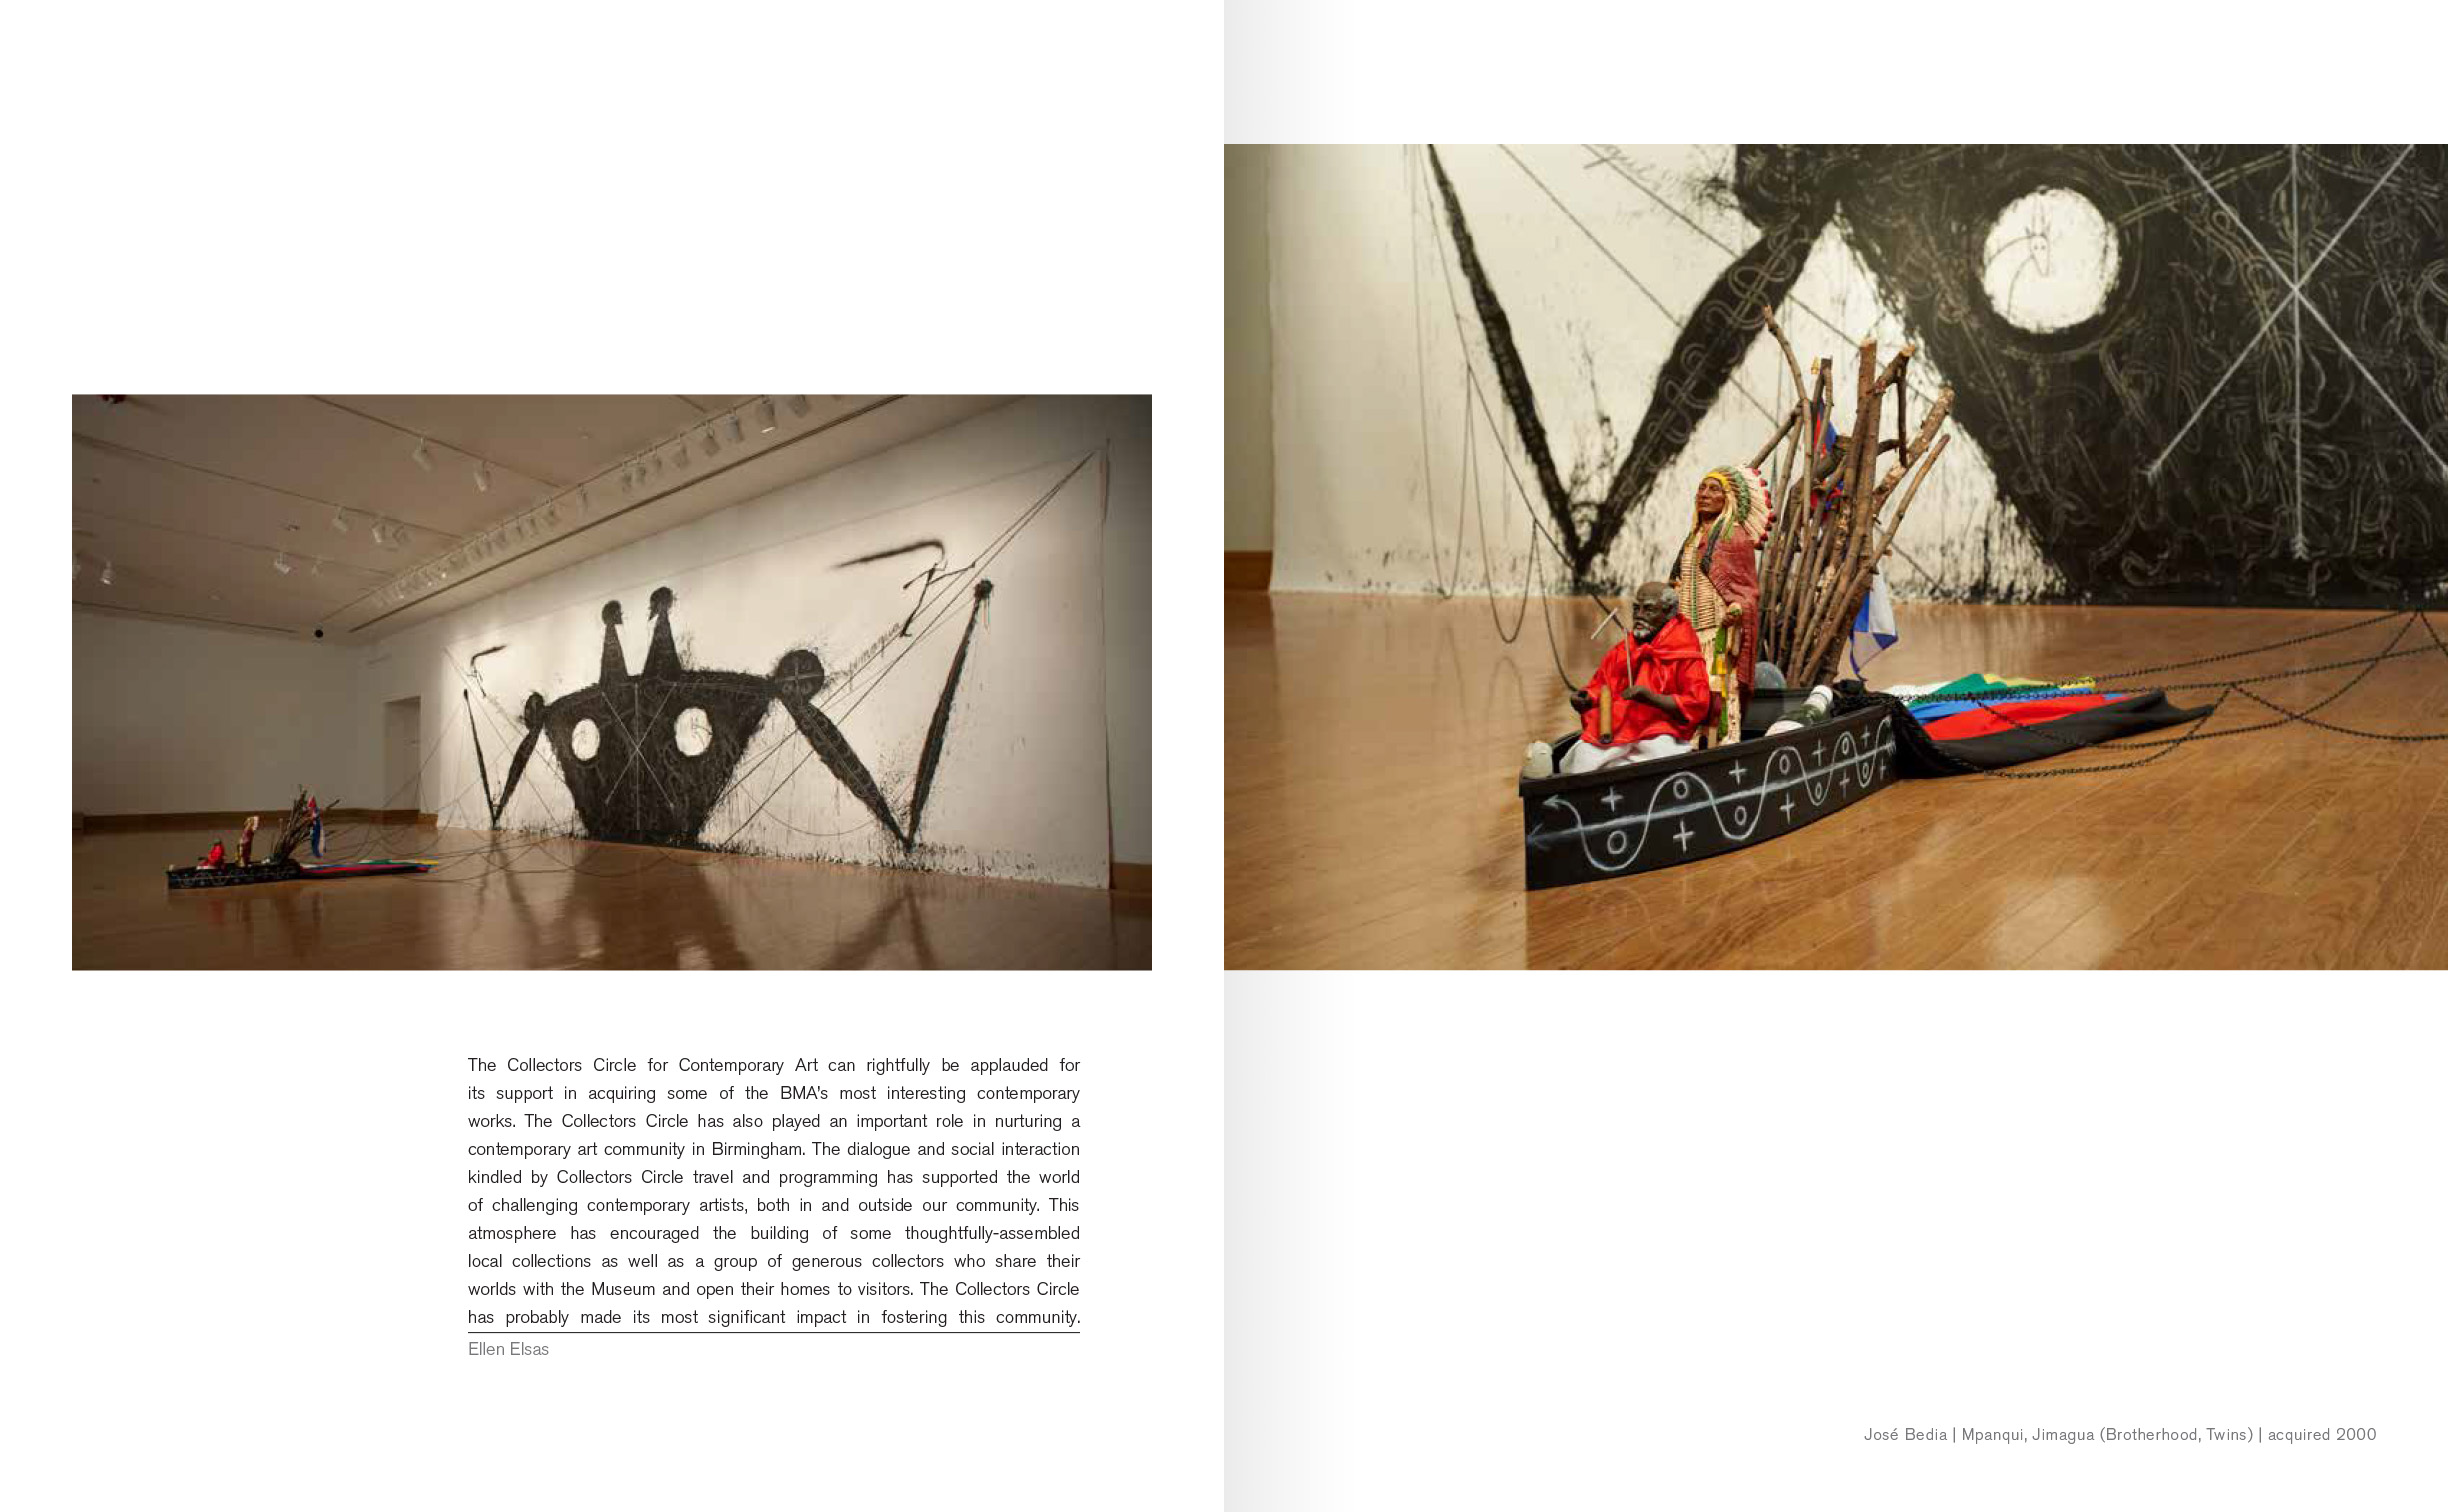 The Collectors Circle for Contemporary Art can rightfully be applauded for
its support in acquiring some of the BMA's most interesting contemporary
works. The Collectors Circle has also played an important role in nurturing a
contemporary art community in Birmingham. The dialogue and social interaction
kindled by Collectors Circle travel and programming has supported the world
of challenging contemporary artists, both in and outside our community. This
atmosphere has encouraged the building of some thoughtfully-assembled
local collections as well as a group of generous collectors who share their
worlds with the Museum and open their homes to visitors. The Collectors Circle
has probably made its most significant impact in fostering this community.
Ellen Elsas
José Bedia | Mpanqui, Jimagua (Brotherhood, Twins) | acquired 2000